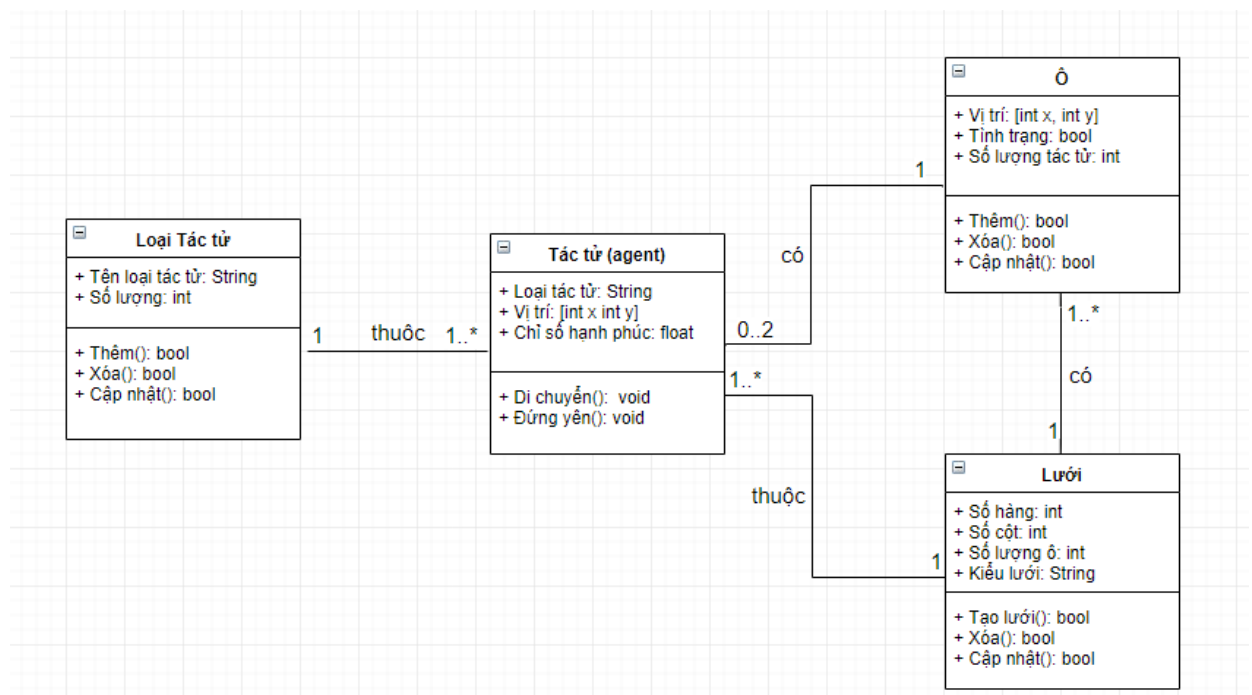 Loại Tác tử
+ Tên loại tác tử: String
+ Số lượng: int
+ Thêm(): bool
+ Xóa(): bool
+ Cập nhật(): bool
1
thuộc
1..*
Tác tử (agent)
+ Loại tác tử: String
+ Vị trí: [int x int y]
+ Chỉ số hạnh phúc: float
+ Di chuyển(): void
+ Đứng yên(): void
0..2
có
1
1..*
thuộc
1
Ô
+ Vị trí: [int x, int y]
+ Tình trạng: bool
+ Số lượng tác tử: int
+ Thêm(): bool
+ Xóa(): bool
+ Cập nhật(): bool
1..*
có
1
Lưới
+ Số hàng: int
+ Số cột: int
+ Số lượng ô: int
+ Kiểu lưới: String
+ Tạo lưới(): bool
+ Xóa(): bool
+ Cập nhật(): bool